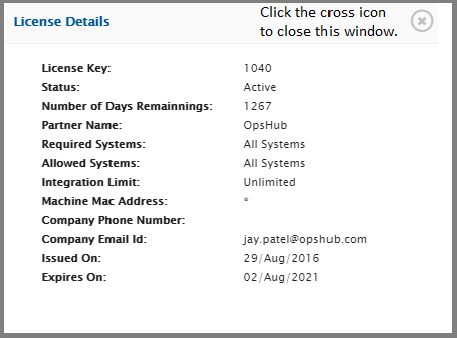 License Details
Click the cross icon
to close this window.
License Key: 1040
Status: Active
Number of Days Remainnings: 1267
Partner Name: OpsHub
Required Systems: All Systems
Allowed Systems: All Systems
Integration Limit: Unlimited
Machine Mac Address: *
Company Phone Number:
Company Email Id: jay.patel@opshub.com
Issued On: 29/Aug/2016
Expires On: 02/Aug/2021